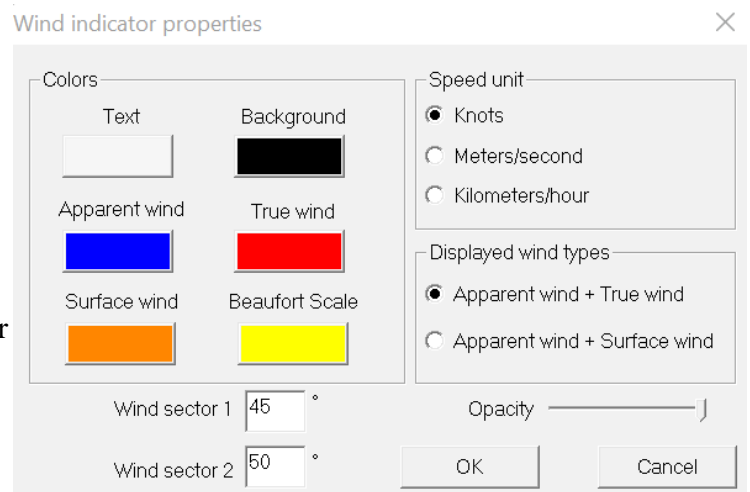 Wind indicator properties
Colors
Text
Background
Apparent wind
True wind
Surface wind
Beaufort Scale
r
Wind sector 1 45 °
Wind sector 2 50 °
Speed unit
Knots
Meters/second
Kilometers/hour
Displayed wind types
Apparent wind + True wind
Apparent wind + Surface wind
Opacity
OK
Cancel